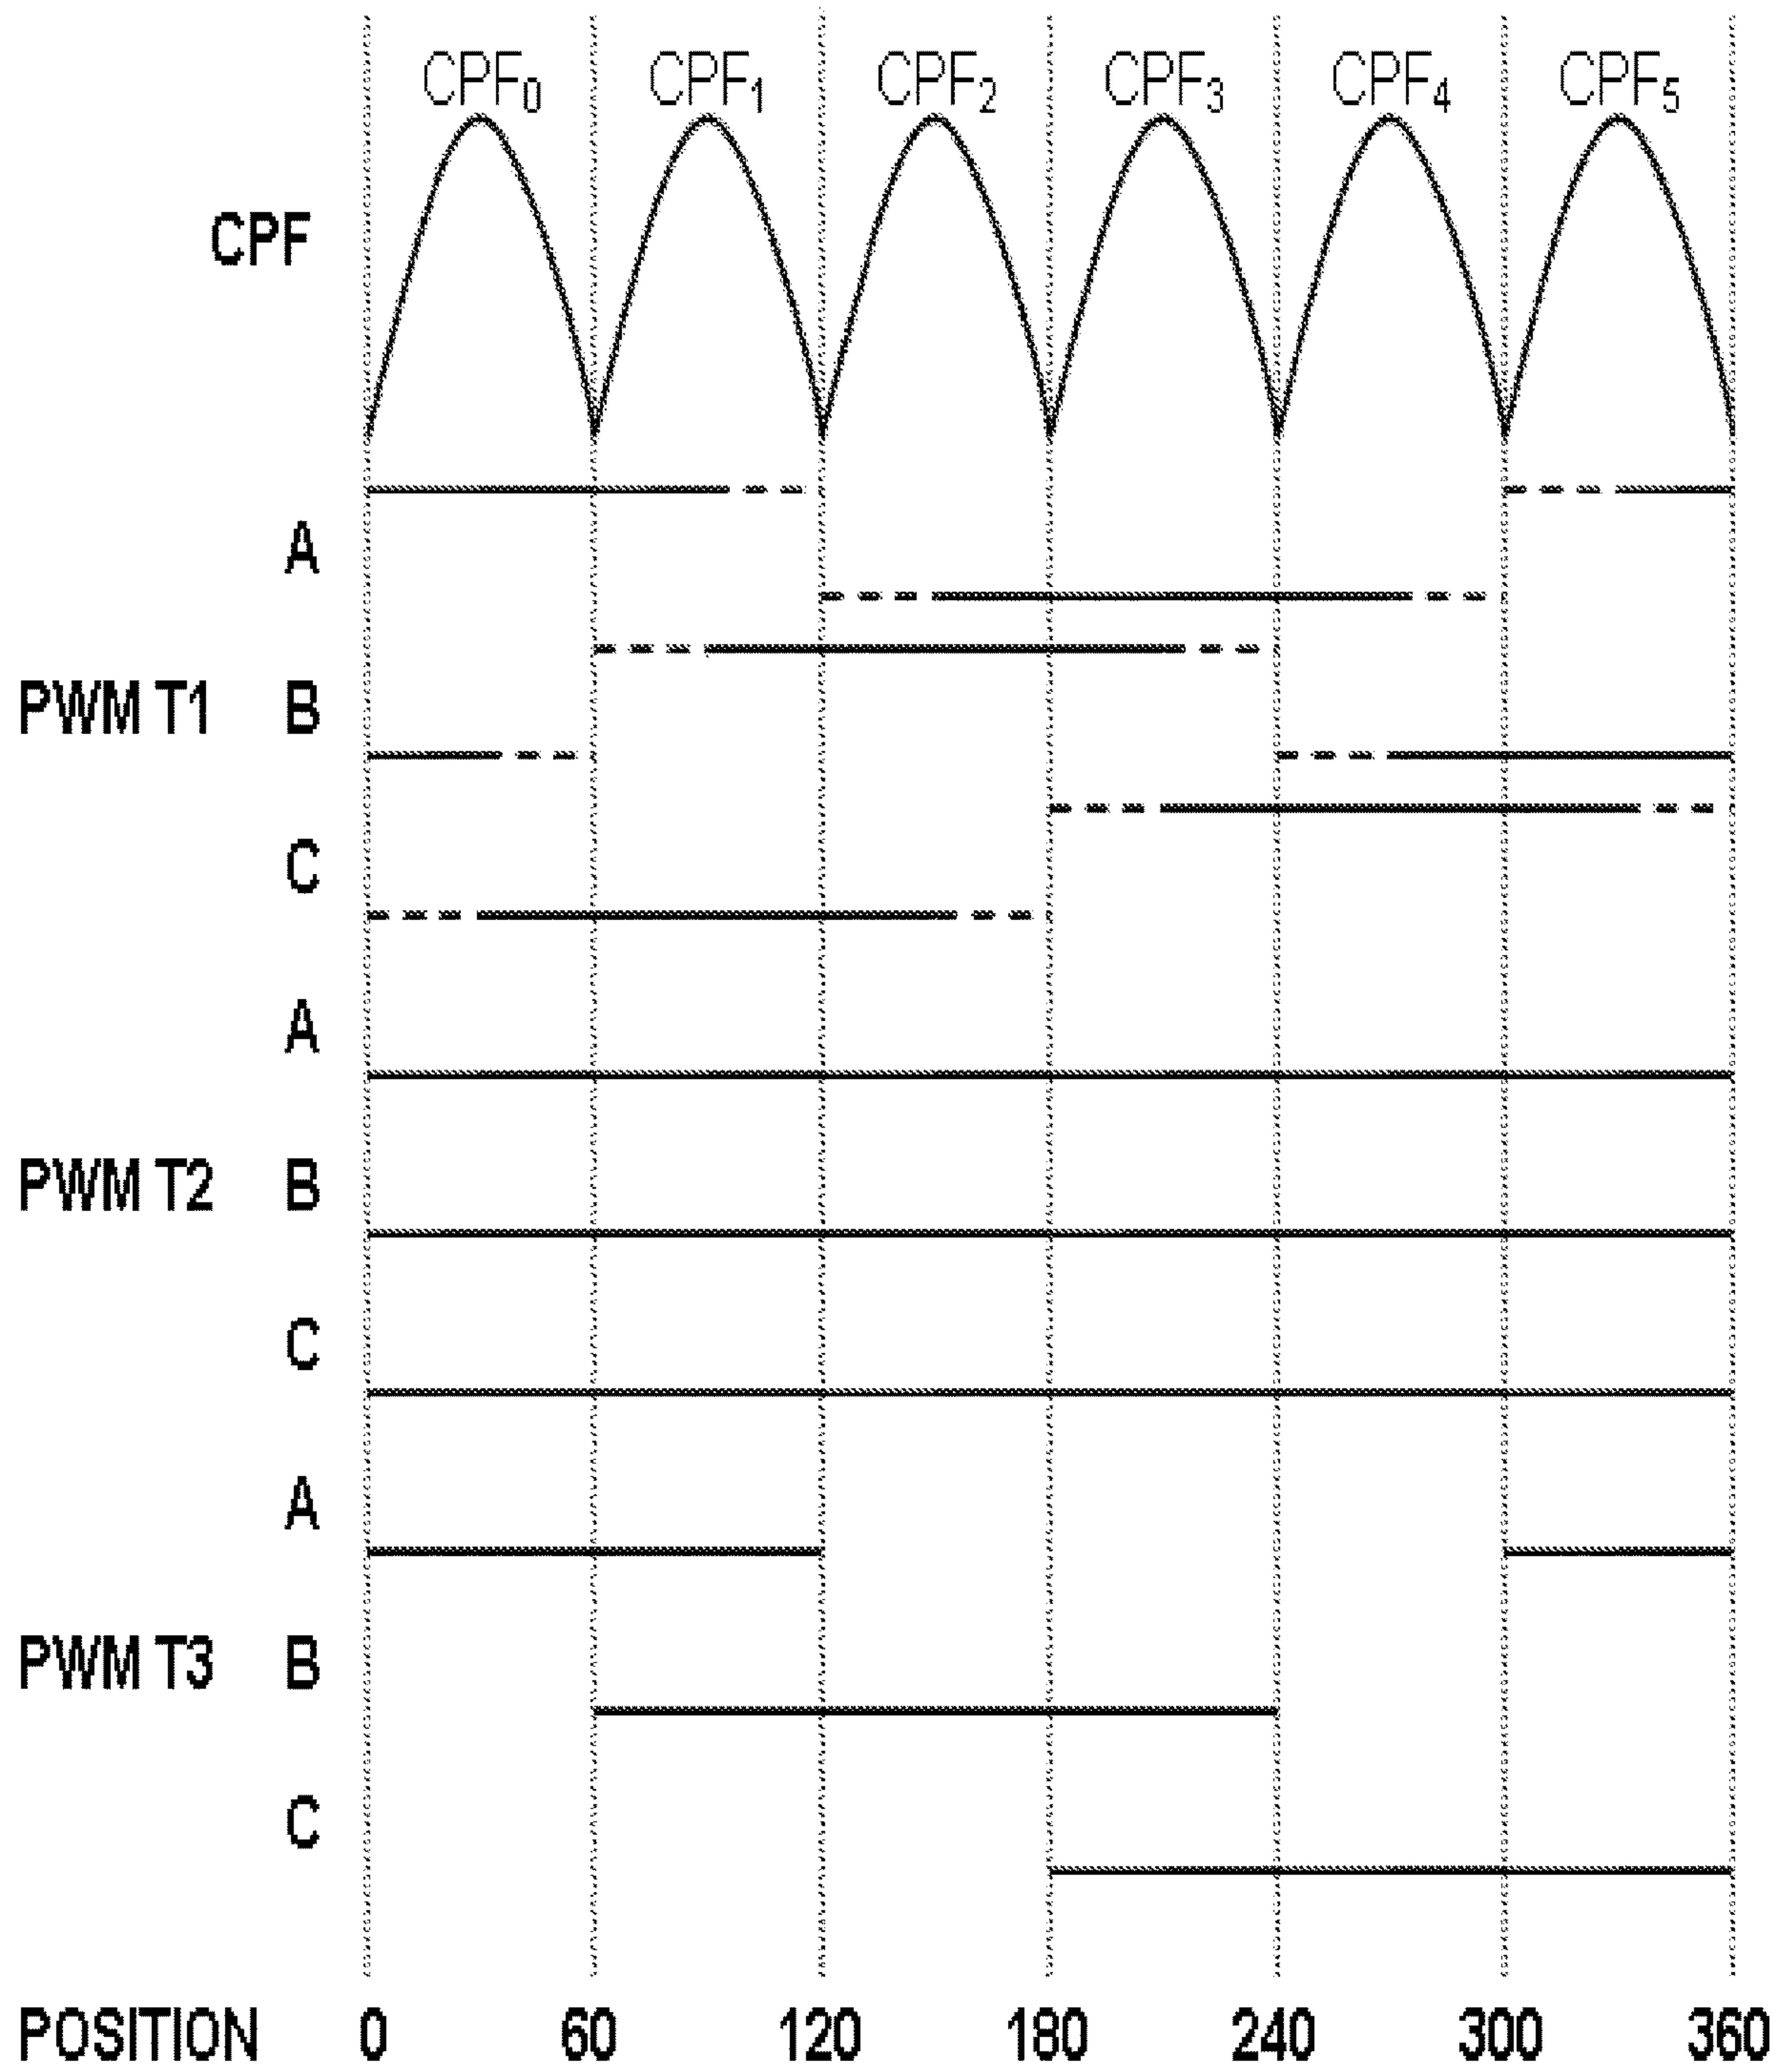 CPF₀ CPF₁ CPF₂ CPF₃ CPF₄ CPF₅
CPF
A
PWM T1 B
C
A
PWM T2 B
C
A
PWM T3 B
C
POSITION 0 60 120 180 240 300 360